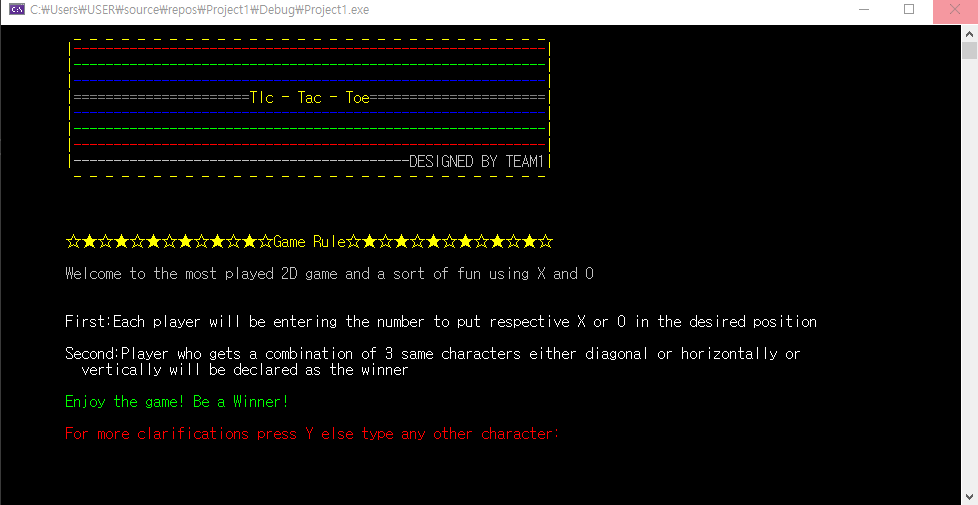 C:₩Users₩USER₩source₩repos₩Project1₩Debug₩Project1.exe
- - - - - - - - - - - - - - - - - - - - - - - - - - - - - -
|-----------------------------------------------------------|
|-----------------------------------------------------------|
|-----------------------------------------------------------|
|======================TIc - Tac - Toe======================|
|-----------------------------------------------------------|
|-----------------------------------------------------------|
|-----------------------------------------------------------|
|------------------------------------------DESIGNED BY TEAM1|
- - - - - - - - - - - - - - - - - - - - - - - - - - - - - -
☆★☆★☆★☆★☆★☆★☆Game Rule☆★☆★☆★☆★☆★☆★☆
Welcome to the most played 2D game and a sort of fun using X and O
First:Each player will be entering the number to put respective X or O in the desired position
Second:Player who gets a combination of 3 same characters either diagonal or horizontally or
vertically will be declared as the winner
Enjoy the game! Be a Winner!
For more clarifications press Y else type any other character: